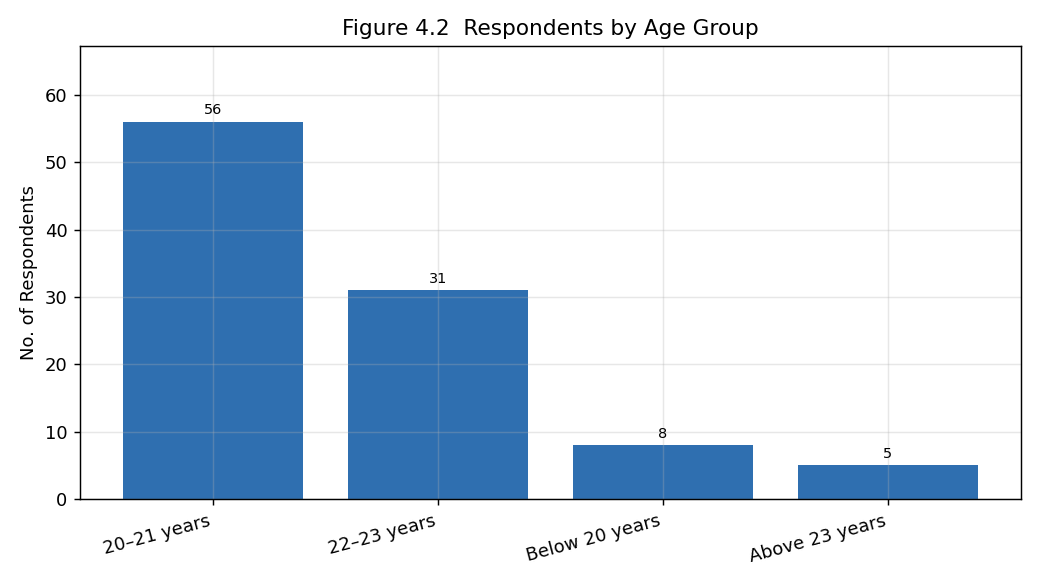 Figure 4.2  Respondents by Age Group
No. of Respondents
60
50
40
30
20
10
0
56
31
8
5
20–21 years
22–23 years
Below 20 years
Above 23 years